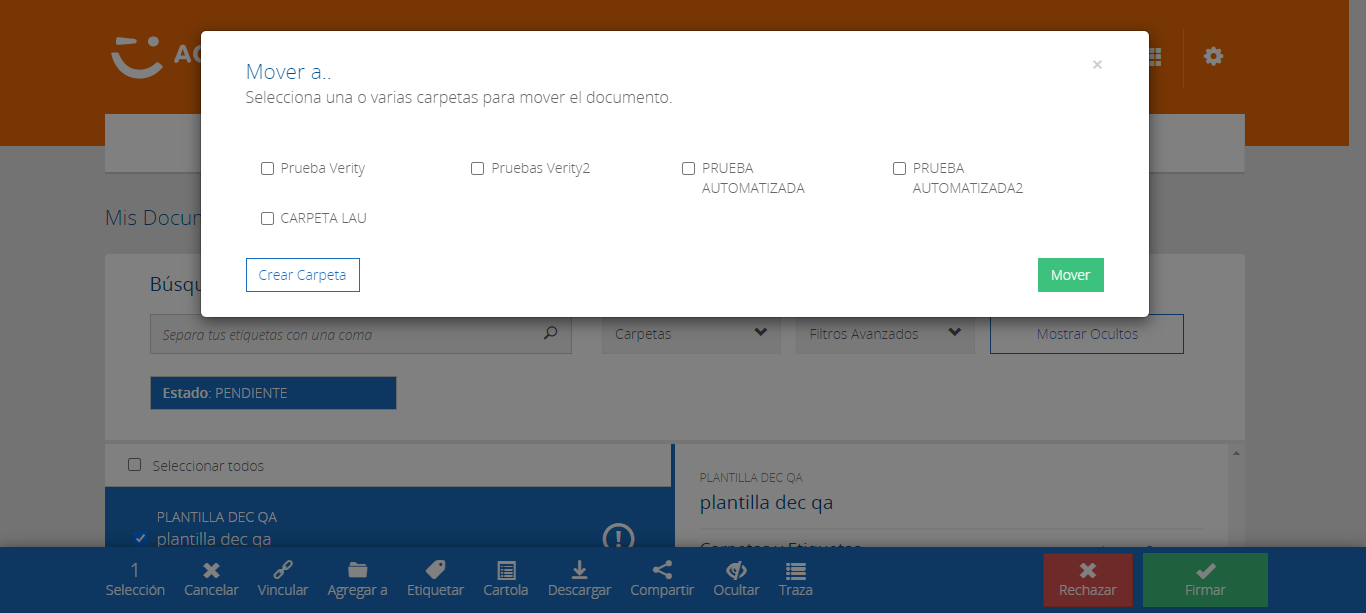 Mover a..
×
Selecciona una o varias carpetas para mover el documento.
Prueba Verity
Pruebas Verity2
PRUEBA
AUTOMATIZADA
PRUEBA
AUTOMATIZADA2
CARPETA LAU
Crear Carpeta
Mover
Mis Docu
Búsqu
Separa tus etiquetas con una coma
Carpetas
Filtros Avanzados
Mostrar Ocultos
Estado: PENDIENTE
Seleccionar todos
PLANTILLA DEC QA
plantilla dec qa
PLANTILLA DEC QA
plantilla dec qa
Carpetas y Etiquetas
1
Selección
Cancelar
Vincular
Agregar a
Etiquetar
Cartola
Descargar
Compartir
Ocultar
Traza
Rechazar
Firmar